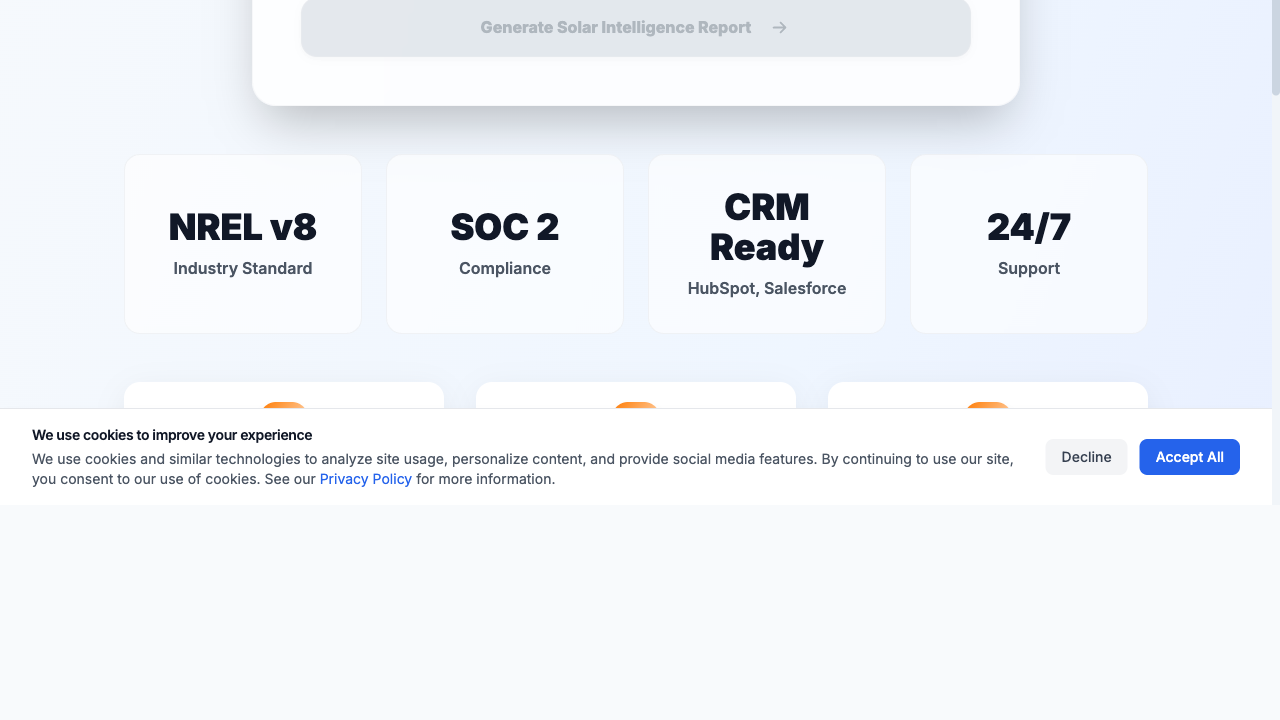 Generate Solar Intelligence Report →
NREL v8
Industry Standard
SOC 2
Compliance
CRM
Ready
HubSpot, Salesforce
24/7
Support
We use cookies to improve your experience
We use cookies and similar technologies to analyze site usage, personalize content, and provide social media features. By continuing to use our site,
you consent to our use of cookies. See our Privacy Policy for more information.
Decline
Accept All